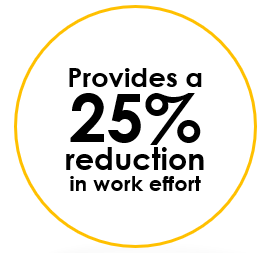 Provides a
25%
reduction
in work effort